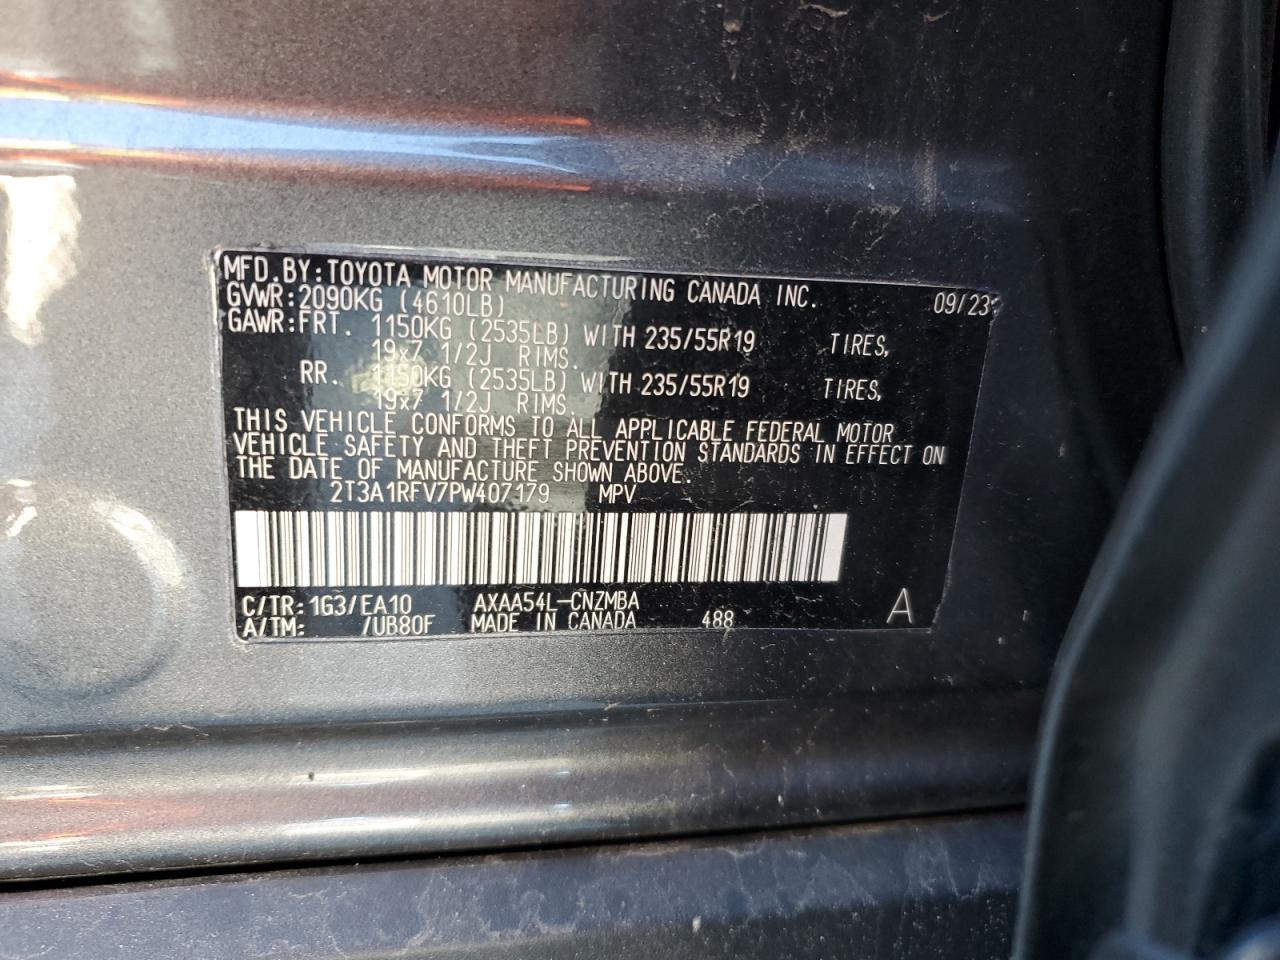 MFD.BY:TOYOTA MOTOR MANUFACTURING CANADA INC. 09/23
GVWR:2090KG (4610LB)
GAWR:FRT. 1150KG (2535LB) WITH 235/55R19 TIRES,
19x7 1/2J RIMS.
RR. 1150KG (2535LB) WITH 235/55R19 TIRES,
19x7 1/2J RIMS.
THIS VEHICLE CONFORMS TO ALL APPLICABLE FEDERAL MOTOR
VEHICLE SAFETY AND THEFT PREVENTION STANDARDS IN EFFECT ON
THE DATE OF MANUFACTURE SHOWN ABOVE.
2T3A1RFV7PW407179 MPV
C/TR:1G3/EA10 AXAA54L-CNZMBA
A/TM: /UB80F MADE IN CANADA 488 A